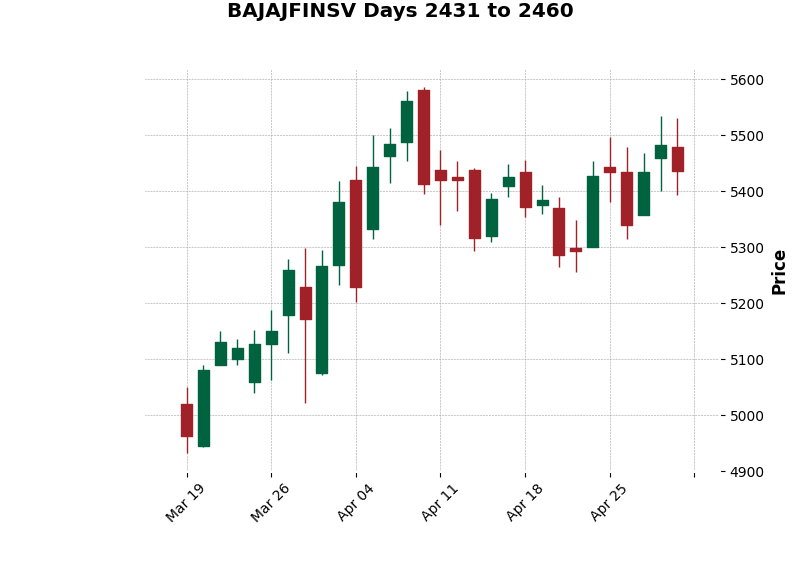 BAJAJFINSV Days 2431 to 2460
5600
5500
5400
5300
5200
5100
5000
4900
Price
Mar 19
Mar 26
Apr 04
Apr 11
Apr 18
Apr 25